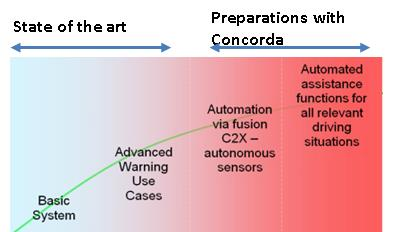 State of the art
Preparations with
Concorda
Basic
System
Advanced
Warning
Use
Cases
Automation
via fusion
C2X –
autonomous
sensors
Automated
assistance
functions for
all relevant
driving
situations